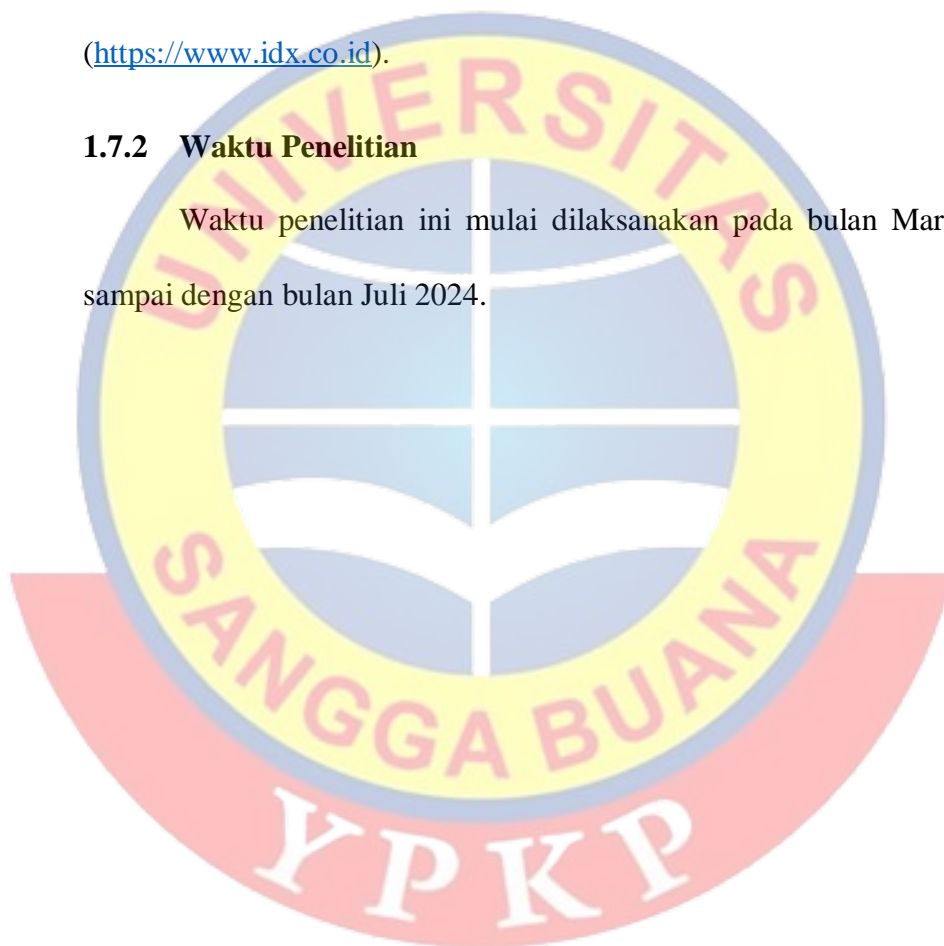 (https://www.idx.co.id).
1.7.2 Waktu Penelitian
Waktu penelitian ini mulai dilaksanakan pada bulan Mar
sampai dengan bulan Juli 2024.
UNIVERSITAS
SANGGA BUANA
YPKP